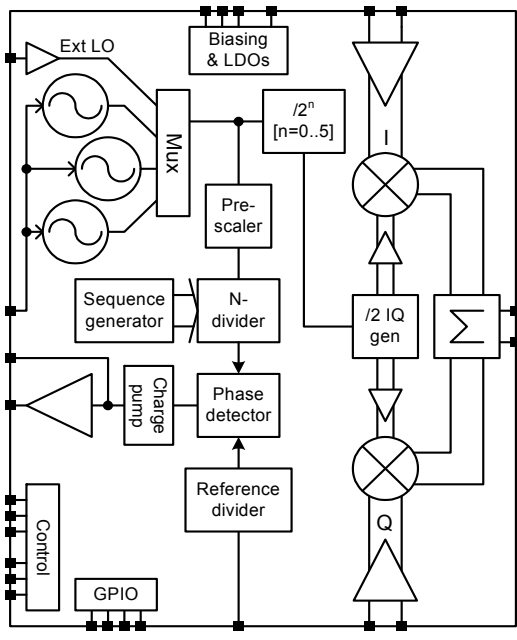 Ext LO
Biasing
& LDOs
Mux
/2ⁿ
[n=0..5]
I
Pre-
scaler
Sequence
generator
N-
divider
/2 IQ
gen
Σ
Charge
pump
Phase
detector
Reference
divider
Q
Control
GPIO